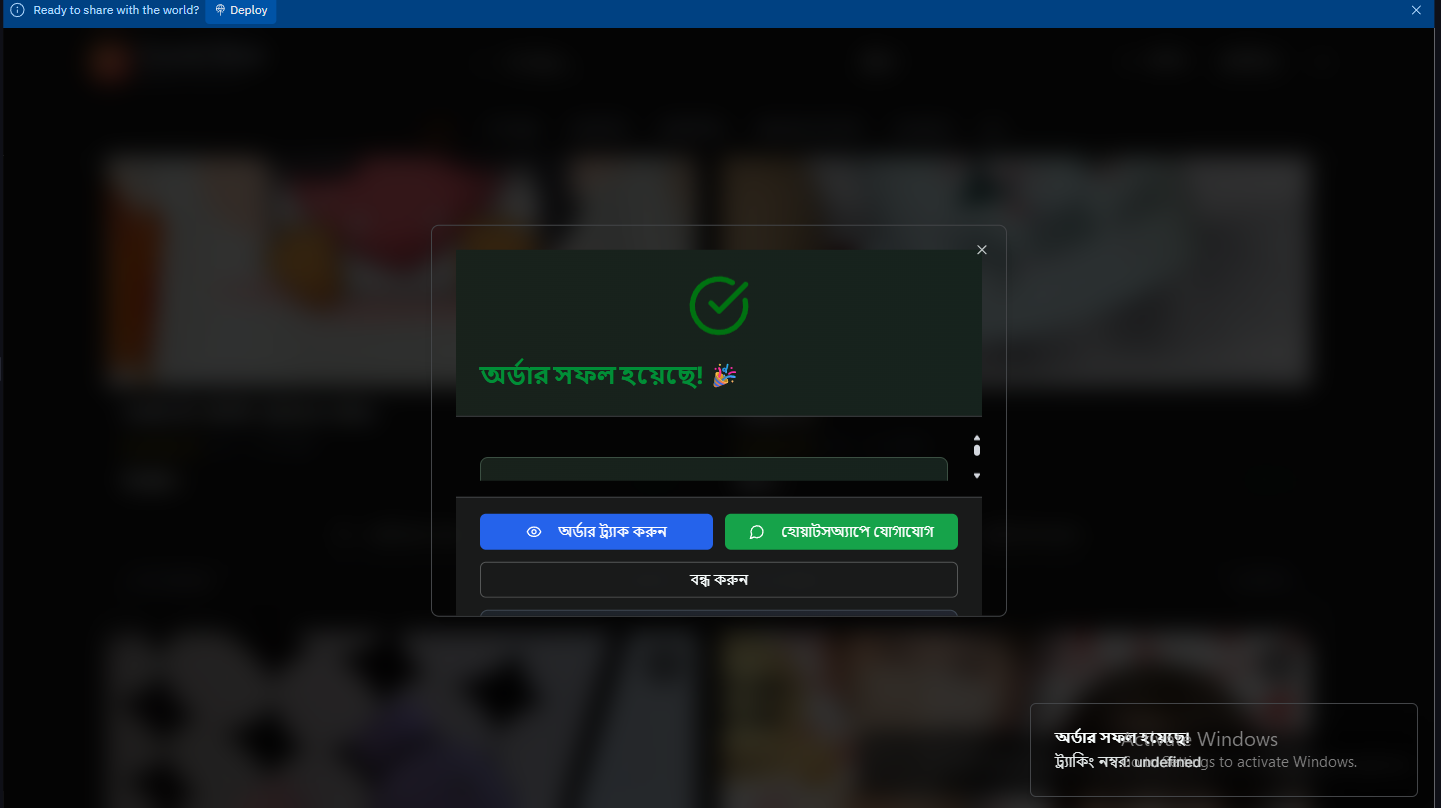 Ready to share with the world? Deploy
অর্ডার সফল হয়েছে! 🎉
অর্ডার ট্র্যাক করুন
হোয়াটসঅ্যাপে যোগাযোগ
বন্ধ করুন
অর্ডার সফল হয়েছে!
ট্র্যাকিং নম্বর: undefined
Activate Windows
Go to Settings to activate Windows.